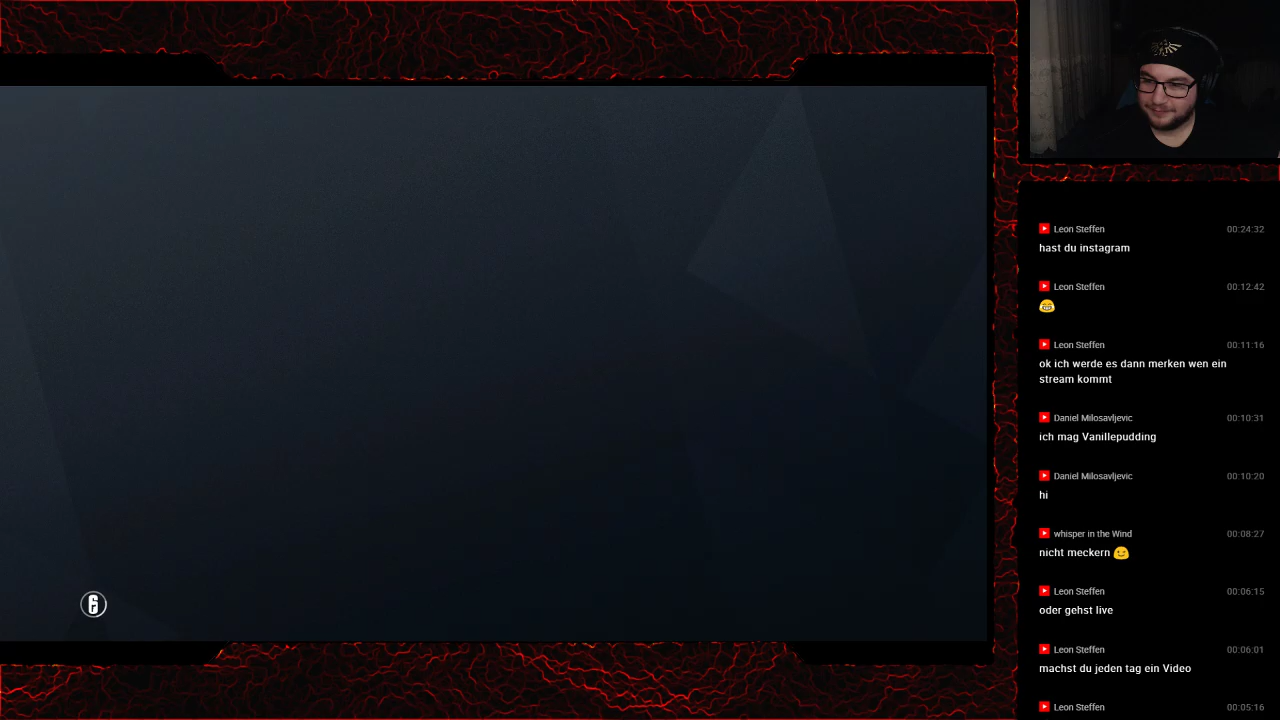 Leon Steffen 00:24:32
hast du instagram
Leon Steffen 00:12:42
😂
Leon Steffen 00:11:16
ok ich werde es dann merken wen ein
stream kommt
Daniel Milosavljevic 00:10:31
ich mag Vanillepudding
Daniel Milosavljevic 00:10:20
hi
whisper in the Wind 00:08:27
nicht meckern 😉
Leon Steffen 00:06:15
oder gehst live
Leon Steffen 00:06:01
machst du jeden tag ein Video
Leon Steffen 00:05:16
6